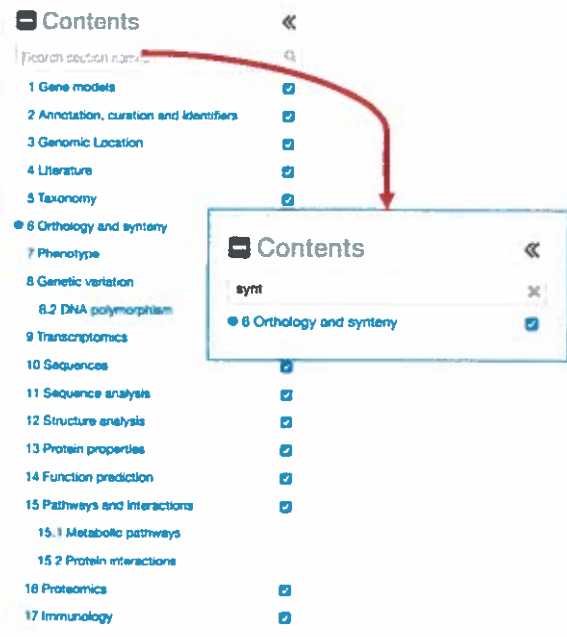 Contents
«
Search section names
1 Gene models
2 Annotation, curation and identifiers
3 Genomic Location
4 Literature
5 Taxonomy
6 Orthology and synteny
7 Phenotype
8 Genetic variation
8.2 DNA polymorphism
9 Transcriptomics
10 Sequences
11 Sequence analysis
12 Structure analysis
13 Protein properties
14 Function prediction
15 Pathways and interactions
15.1 Metabolic pathways
15.2 Protein interactions
16 Proteomics
17 Immunology
Contents
«
synt
6 Orthology and synteny